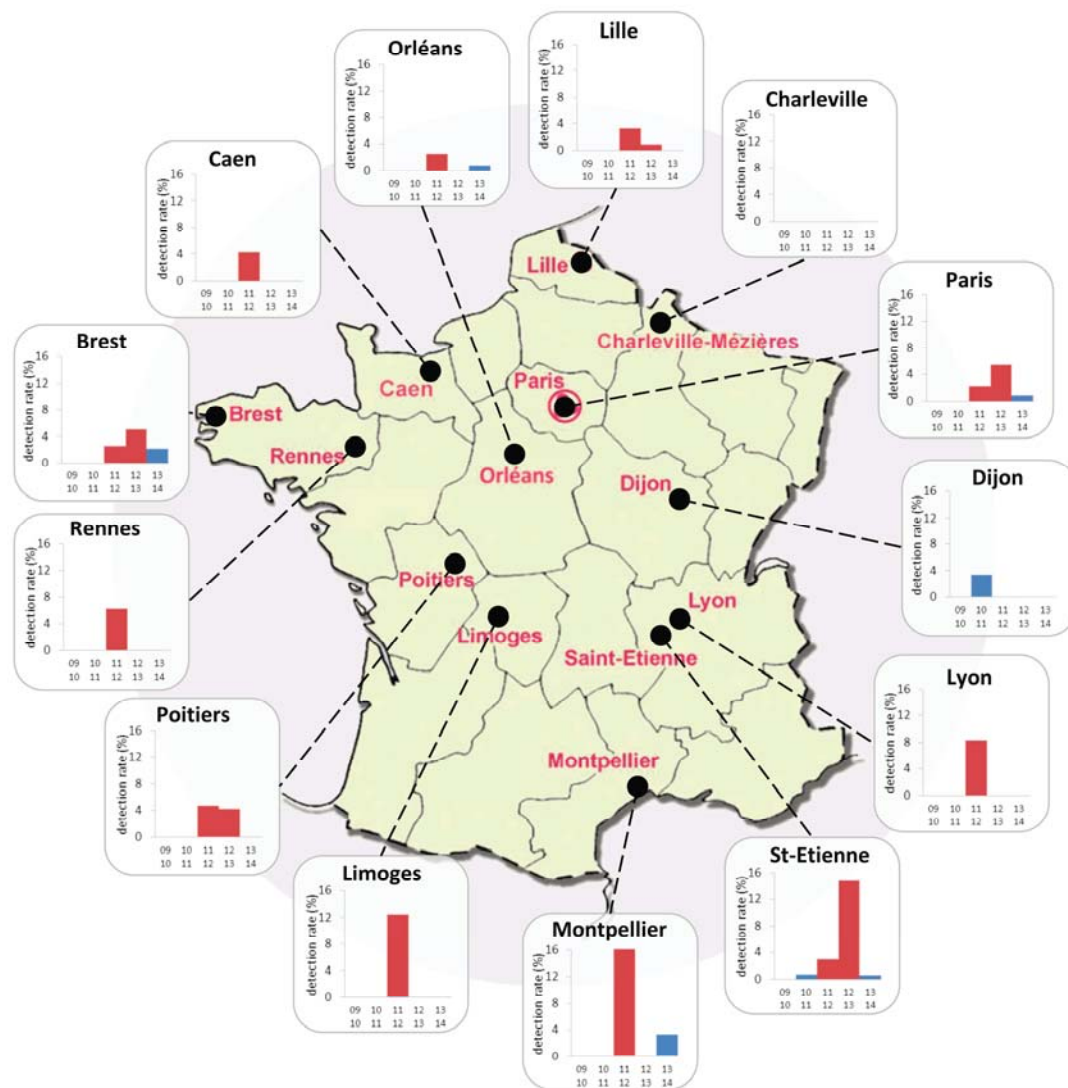 Orléans
detection rate (%)
16
12
8
4
0
09 10 11 12 13
10 11 12 13 14
Lille
detection rate (%)
16
12
8
4
0
09 10 11 12 13
10 11 12 13 14
Charleville
detection rate (%)
16
12
8
4
0
09 10 11 12 13
10 11 12 13 14
Caen
detection rate (%)
16
12
8
4
0
09 10 11 12 13
10 11 12 13 14
Paris
detection rate (%)
16
12
8
4
0
09 10 11 12 13
10 11 12 13 14
Brest
detection rate (%)
16
12
8
4
0
09 10 11 12 13
10 11 12 13 14
Dijon
detection rate (%)
16
12
8
4
0
09 10 11 12 13
10 11 12 13 14
Rennes
detection rate (%)
16
12
8
4
0
09 10 11 12 13
10 11 12 13 14
Lyon
detection rate (%)
16
12
8
4
0
09 10 11 12 13
10 11 12 13 14
Poitiers
detection rate (%)
16
12
8
4
0
09 10 11 12 13
10 11 12 13 14
St-Etienne
detection rate (%)
16
12
8
4
0
09 10 11 12 13
10 11 12 13 14
Limoges
detection rate (%)
16
12
8
4
0
09 10 11 12 13
10 11 12 13 14
Montpellier
detection rate (%)
16
12
8
4
0
09 10 11 12 13
10 11 12 13 14
Lille
Charleville-Mézières
Paris
Caen
Brest
Rennes
Orléans
Dijon
Poitiers
Lyon
Limoges
Saint-Etienne
Montpellier